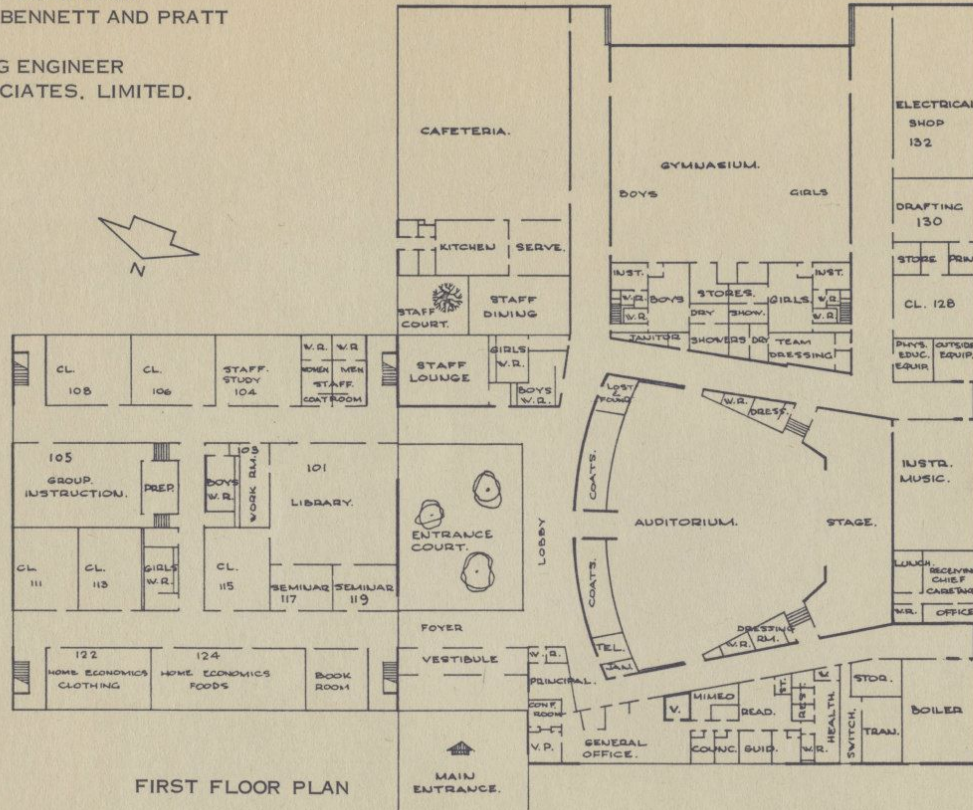 BENNETT AND PRATT
G ENGINEER
CIATES, LIMITED.
N
CAFETERIA.
GYMNASIUM.
BOYS
GIRLS
ELECTRICAL
SHOP
132
DRAFTING
130
STORE
PRIN
CL. 128
PHYS.
EDUC.
EQUIP.
OUTSIDE
EQUIP.
KITCHEN
SERVE.
STAFF
COURT.
STAFF
DINING
INST.
W.R.
W.R.
BOYS
STORES.
DRY
SHOW.
GIRLS.
INST.
W.R.
W.R.
JANITOR
SHOWERS
DRY
TEAM
DRESSING
CL.
108
CL.
106
STAFF.
STUDY
104
W.R.
W.R.
WOMEN
MEN
STAFF.
COATROOM
STAFF
LOUNGE
GIRLS
W.R.
BOYS
W.R.
LOST
&
FOUND
W.R.
DRESS.
105
GROUP.
INSTRUCTION.
PREP.
BOYS
W.R.
WORK RM.
101
LIBRARY.
ENTRANCE
COURT.
LOBBY
COATS.
AUDITORIUM.
STAGE.
INSTR.
MUSIC.
CL.
111
CL.
113
GIRLS
W.R.
CL.
115
SEMINAR
117
SEMINAR
119
COATS.
LUNCH.
RECEIVING
CHIEF
CARETAKE
W.R.
OFFICE
FOYER
TEL.
JAN.
DRESSING
RM.
W.R.
122
HOME ECONOMICS
CLOTHING
124
HOME ECONOMICS
FOODS
BOOK
ROOM
VESTIBULE
W.R.
PRINCIPAL.
CONF.
ROOM
V.P.
GENERAL
OFFICE.
V.
MIMEO
READ.
COUNC.
GUID.
ST.
REST.
W.R.
HEALTH
SWITCH.
STOR.
TRAN.
BOILER
MAIN
ENTRANCE.
FIRST FLOOR PLAN